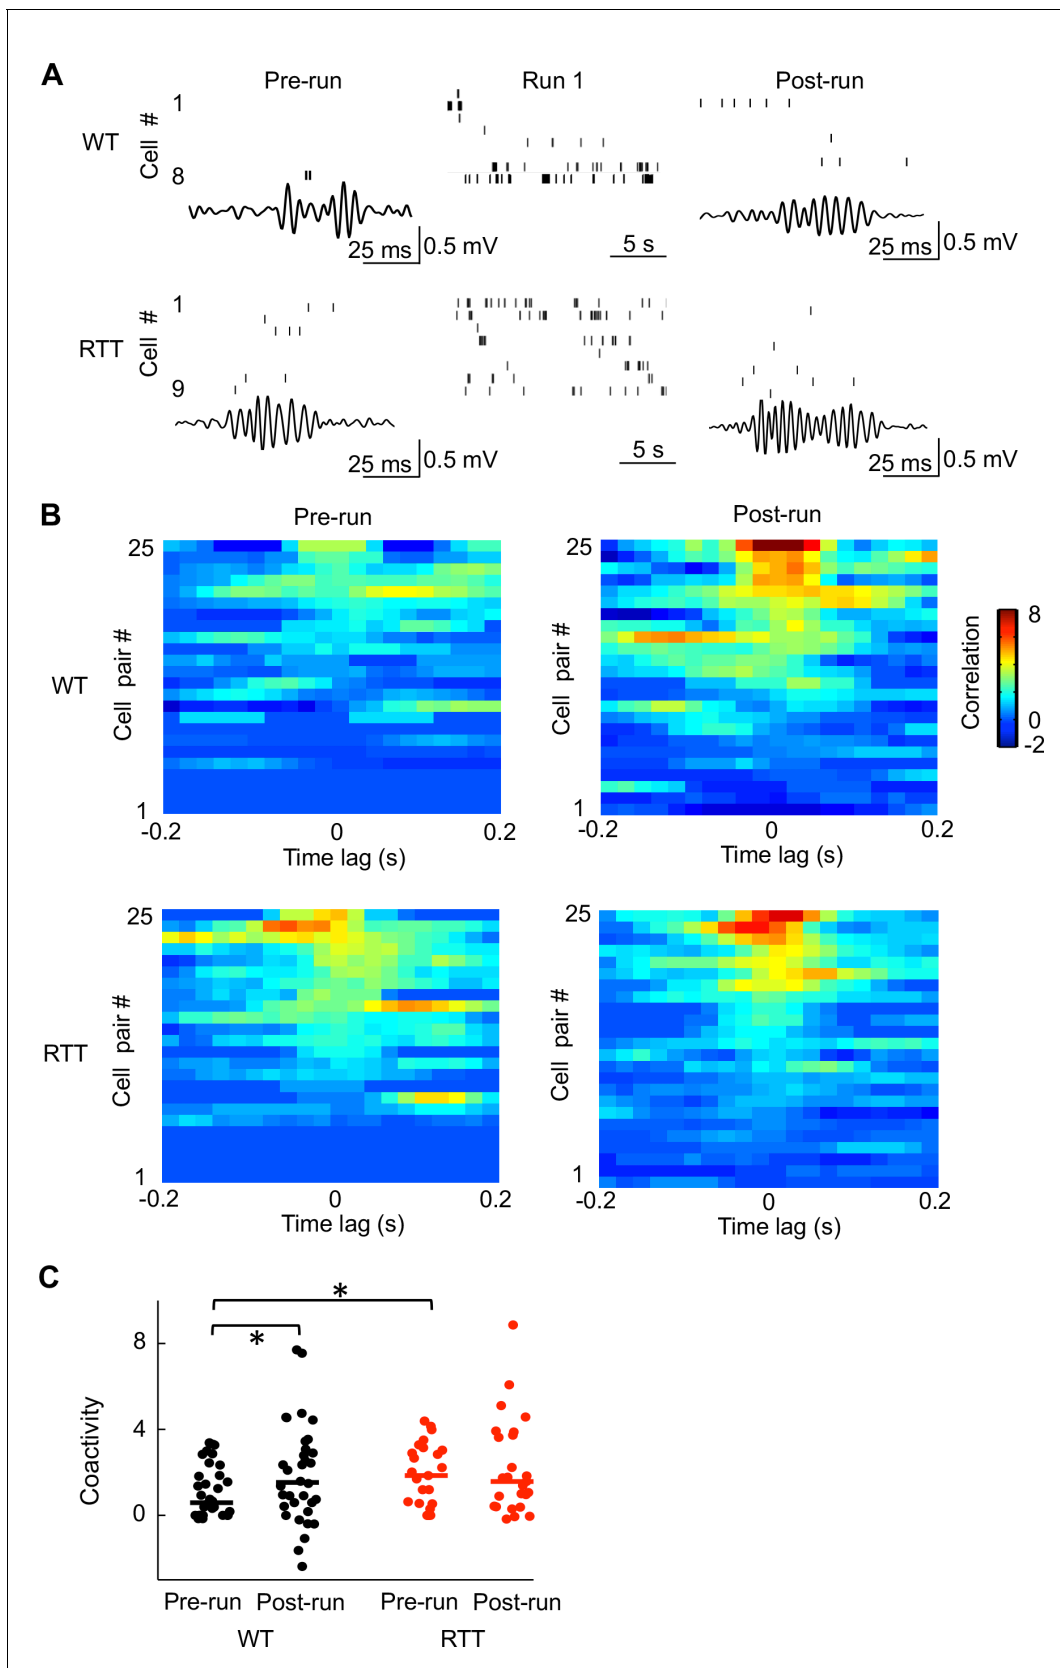 A
Pre-run
Run 1
Post-run
WT
Cell #
1
8
25 ms
0.5 mV
5 s
25 ms
0.5 mV
RTT
Cell #
1
9
25 ms
0.5 mV
5 s
25 ms
0.5 mV
B
Pre-run
Post-run
WT
Cell pair #
25
1
-0.2
0
0.2
Time lag (s)
Cell pair #
25
1
-0.2
0
0.2
Time lag (s)
Correlation
8
0
-2
RTT
Cell pair #
25
1
-0.2
0
0.2
Time lag (s)
Cell pair #
25
1
-0.2
0
0.2
Time lag (s)
C
*
*
Coactivity
8
4
0
Pre-run
Post-run
Pre-run
Post-run
WT
RTT